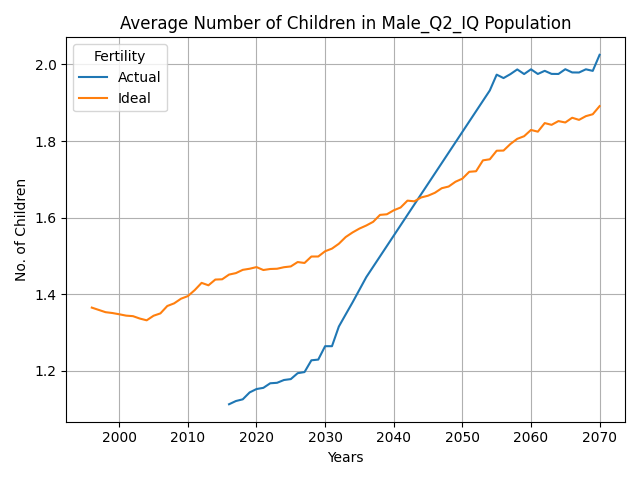 Average Number of Children in Male_Q2_IQ Population
Fertility
Actual
Ideal
No. of Children
2.0
1.8
1.6
1.4
1.2
2000 2010 2020 2030 2040 2050 2060 2070
Years